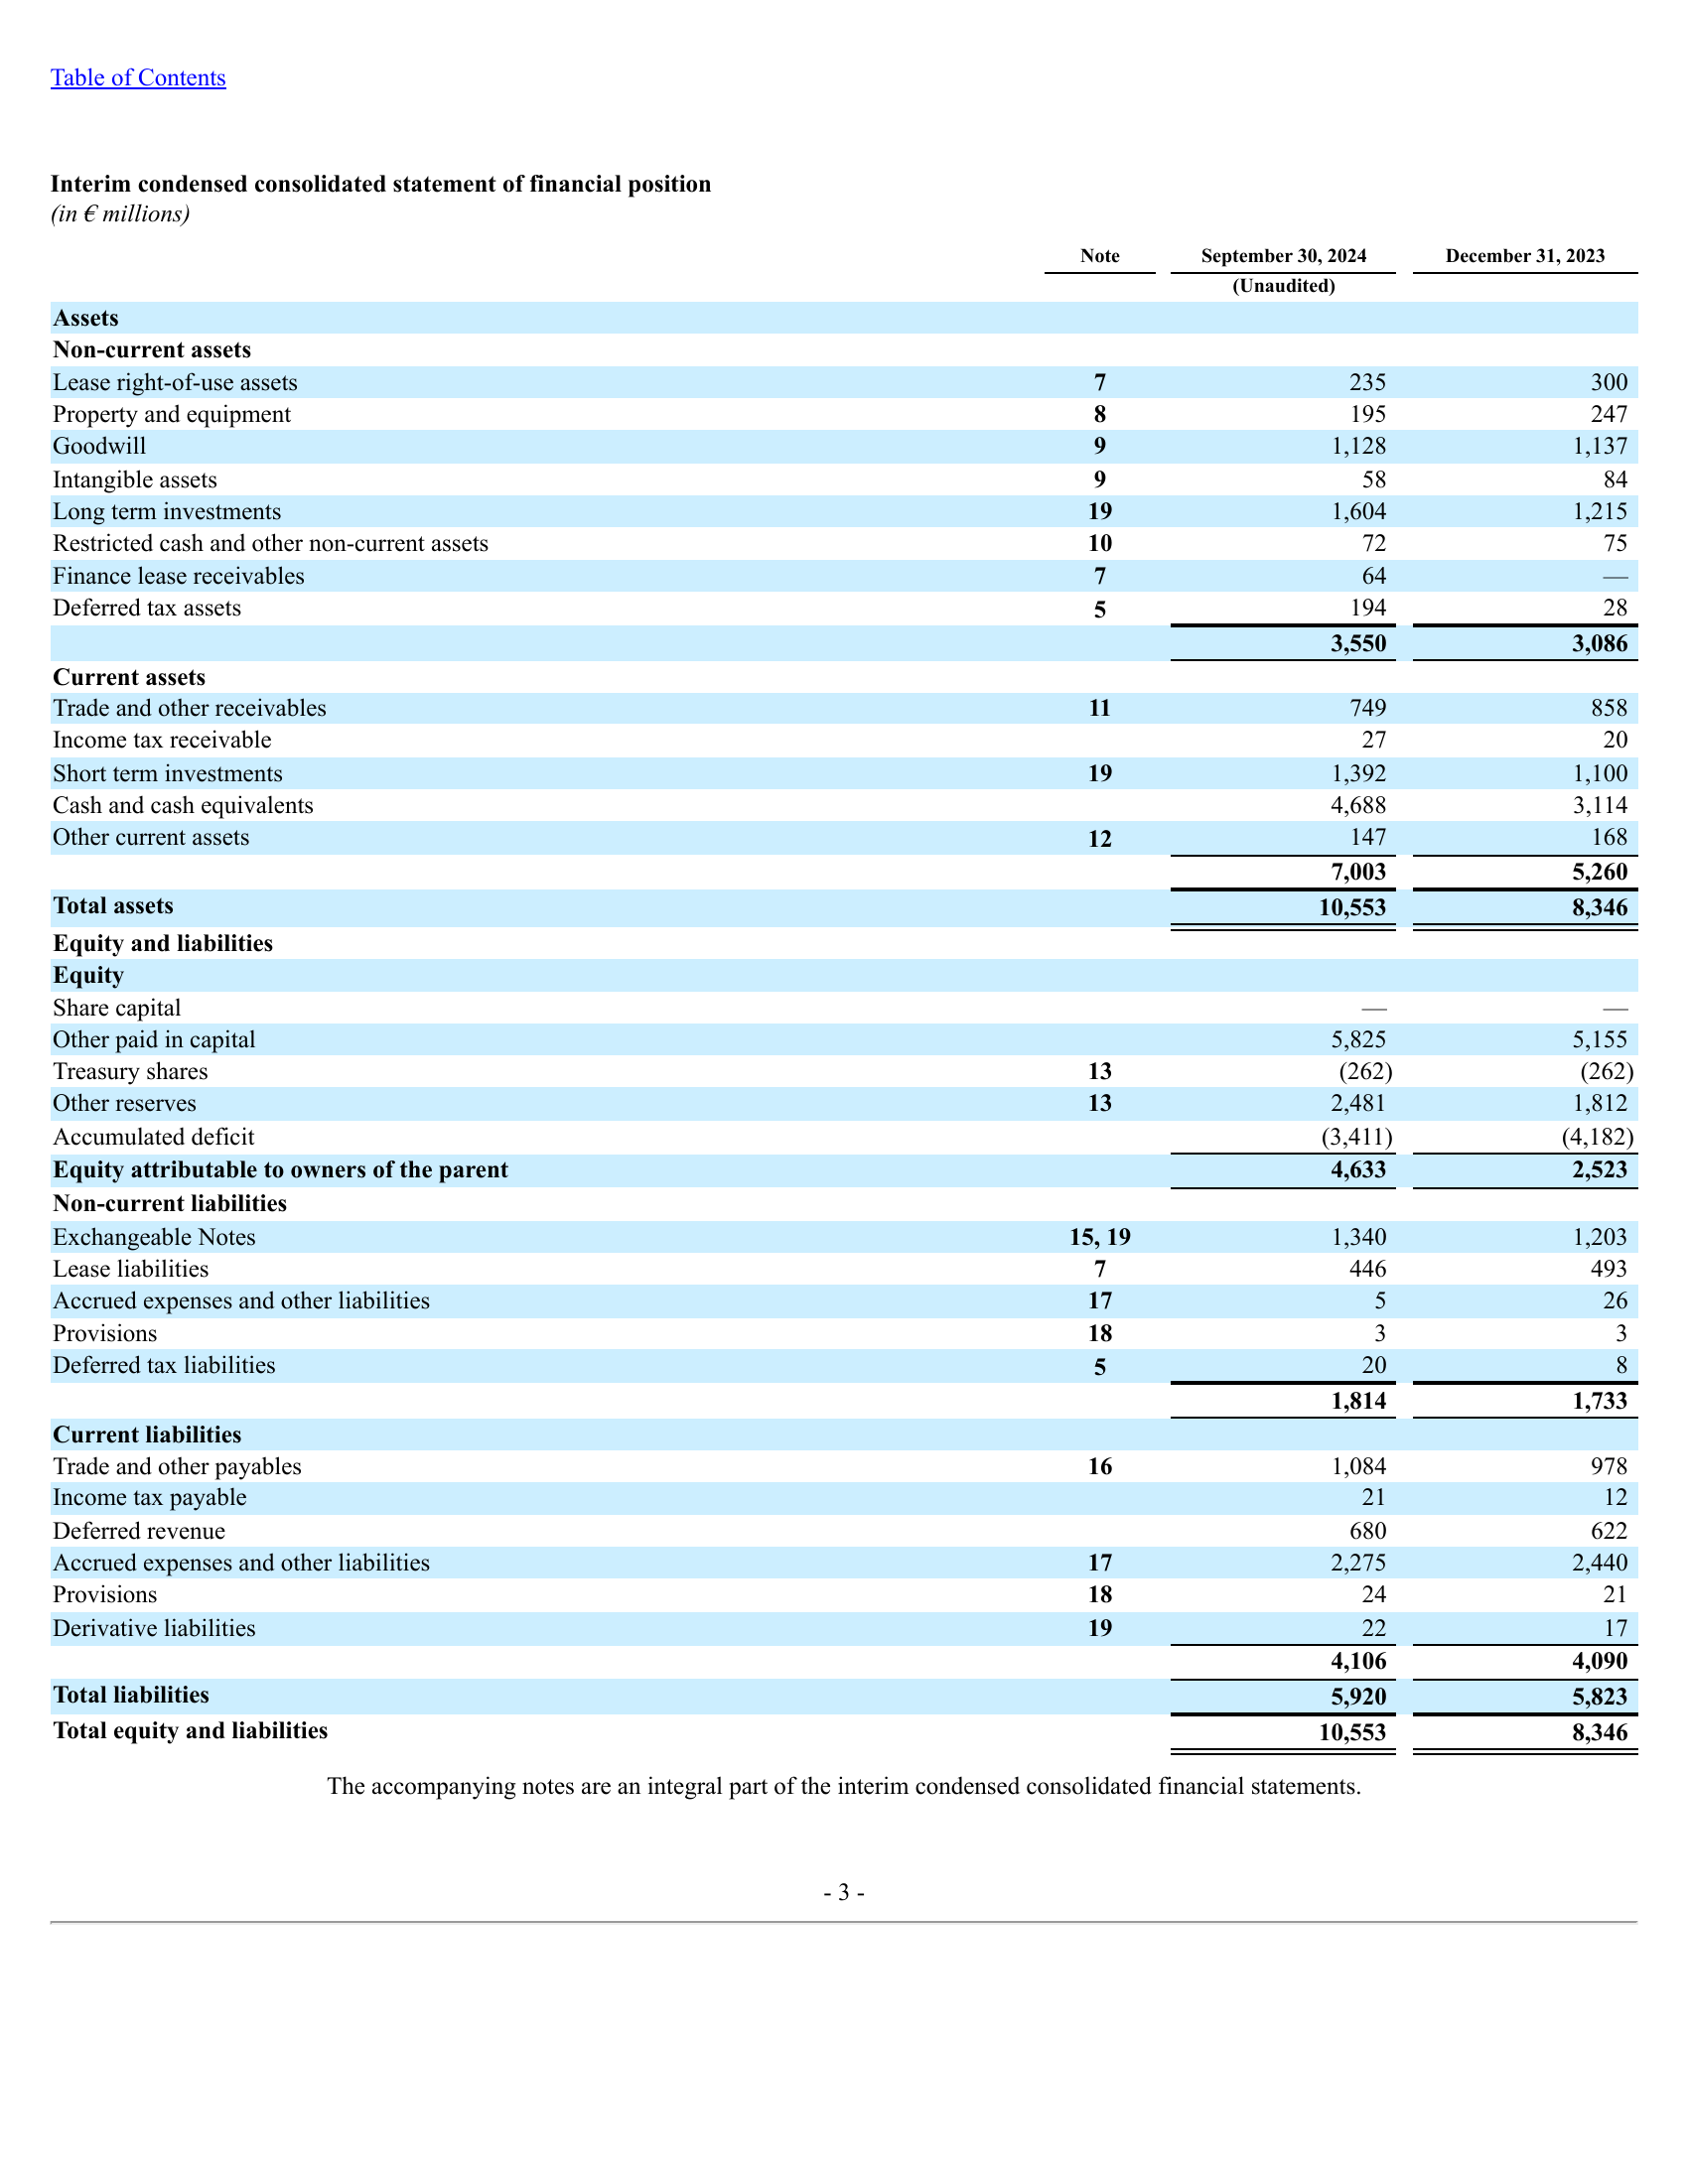 Table of Contents
Interim condensed consolidated statement of financial position
(in € millions)
Note September 30, 2024 December 31, 2023
(Unaudited)
Assets
Non-current assets
Lease right-of-use assets 7 235 300
Property and equipment 8 195 247
Goodwill 9 1,128 1,137
Intangible assets 9 58 84
Long term investments 19 1,604 1,215
Restricted cash and other non-current assets 10 72 75
Finance lease receivables 7 64 —
Deferred tax assets 5 194 28
3,550 3,086
Current assets
Trade and other receivables 11 749 858
Income tax receivable 27 20
Short term investments 19 1,392 1,100
Cash and cash equivalents 4,688 3,114
Other current assets 12 147 168
7,003 5,260
Total assets 10,553 8,346
Equity and liabilities
Equity
Share capital — —
Other paid in capital 5,825 5,155
Treasury shares 13 (262) (262)
Other reserves 13 2,481 1,812
Accumulated deficit (3,411) (4,182)
Equity attributable to owners of the parent 4,633 2,523
Non-current liabilities
Exchangeable Notes 15, 19 1,340 1,203
Lease liabilities 7 446 493
Accrued expenses and other liabilities 17 5 26
Provisions 18 3 3
Deferred tax liabilities 5 20 8
1,814 1,733
Current liabilities
Trade and other payables 16 1,084 978
Income tax payable 21 12
Deferred revenue 680 622
Accrued expenses and other liabilities 17 2,275 2,440
Provisions 18 24 21
Derivative liabilities 19 22 17
4,106 4,090
Total liabilities 5,920 5,823
Total equity and liabilities 10,553 8,346
The accompanying notes are an integral part of the interim condensed consolidated financial statements.
- 3 -